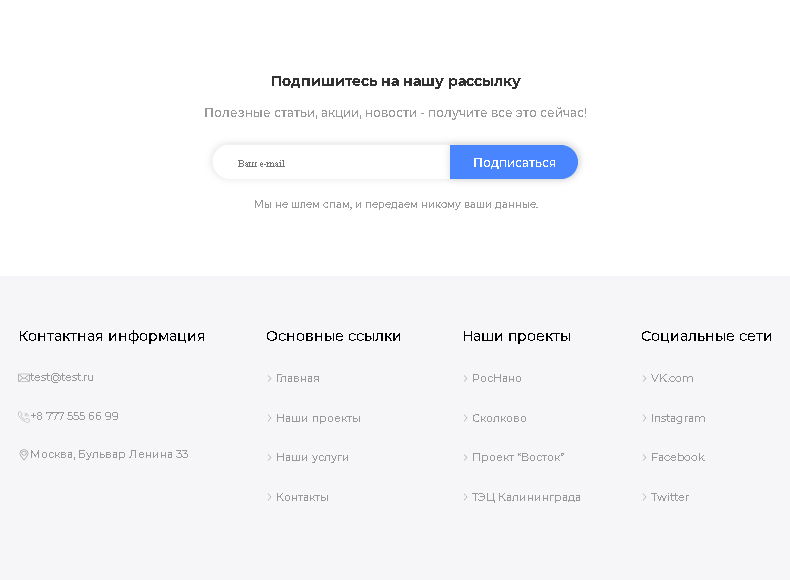 Подпишитесь на нашу рассылку
Полезные статьи, акции, новости - получите все это сейчас!
Ваш e-mail
Подписаться
Мы не шлем спам, и передаем никому ваши данные.
Контактная информация
test@test.ru
+8 777 555 66 99
Москва, Бульвар Ленина 33
Основные ссылки
Главная
Наши проекты
Наши услуги
Контакты
Наши проекты
РосНано
Сколково
Проект "Восток"
ТЭЦ Калининграда
Социальные сети
VK.com
Instagram
Facebook
Twitter